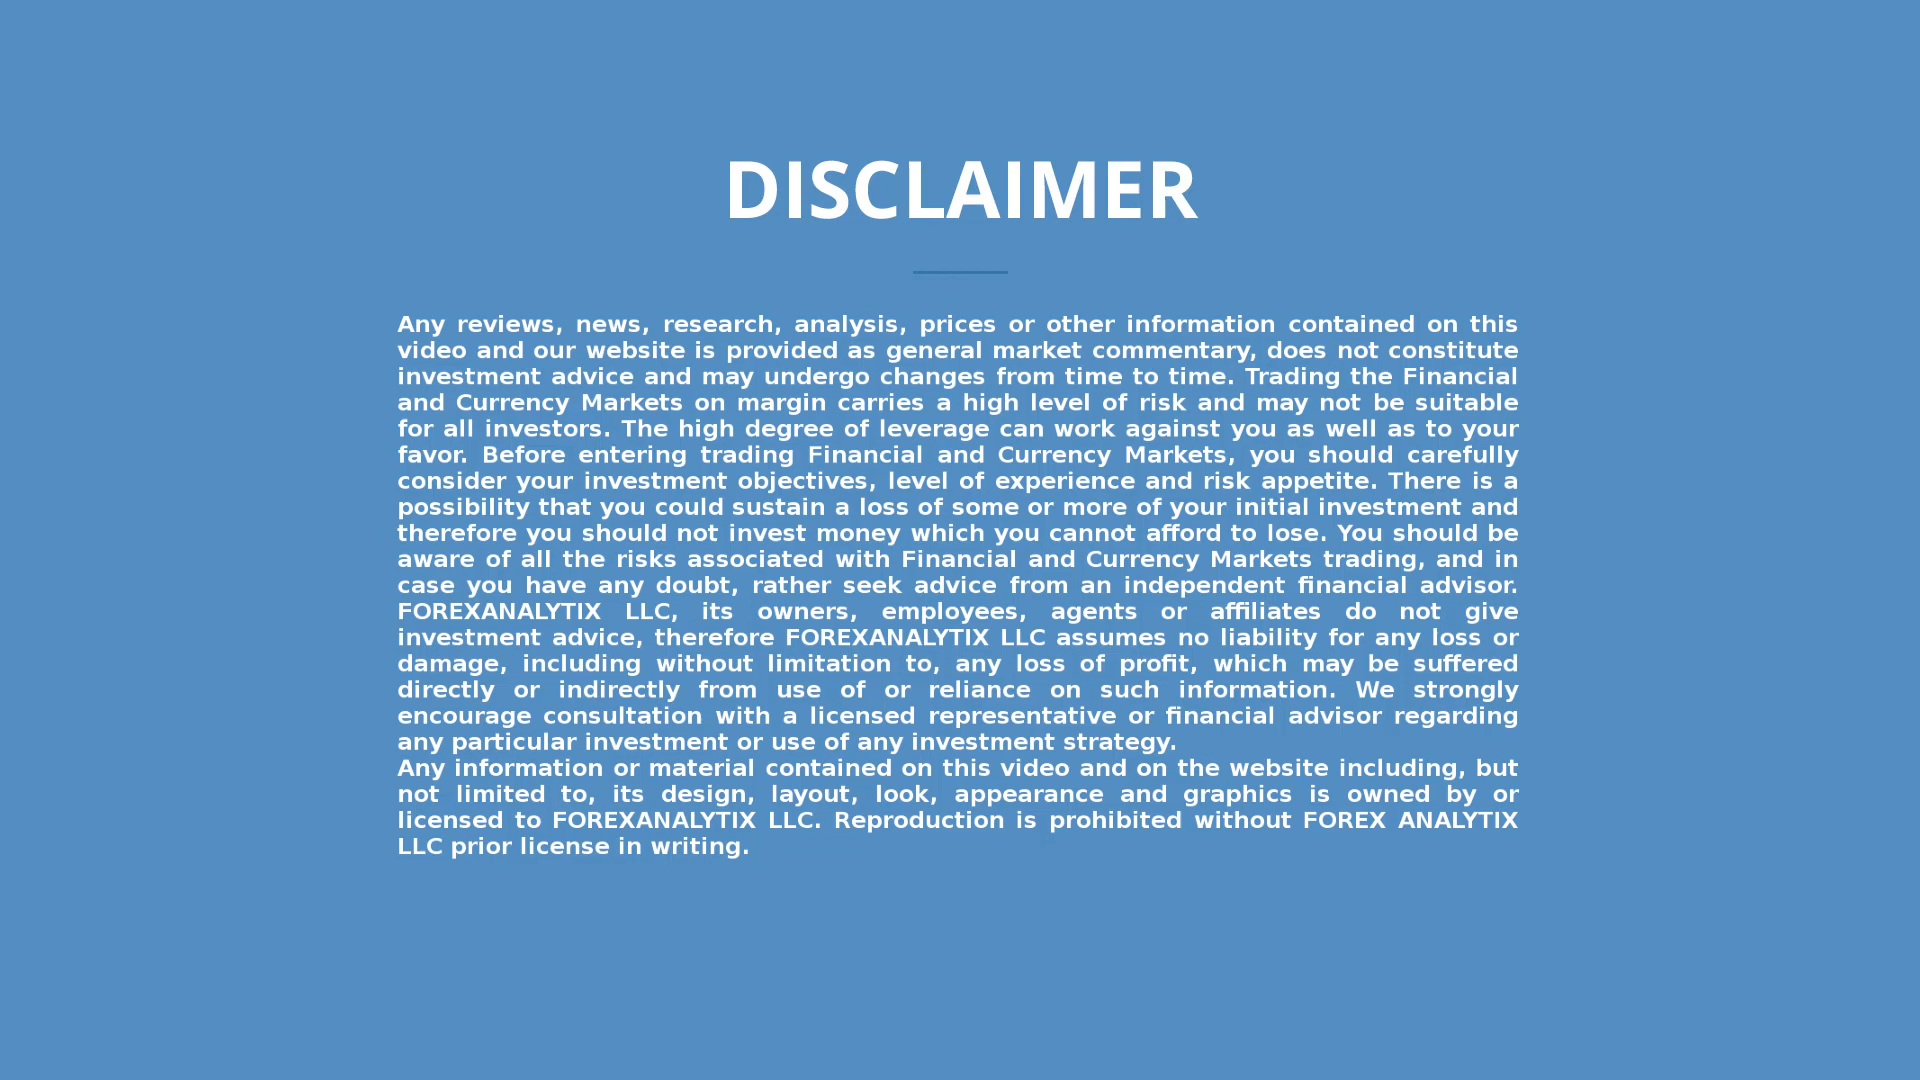 DISCLAIMER
Any reviews, news, research, analysis, prices or other information contained on this
video and our website is provided as general market commentary, does not constitute
investment advice and may undergo changes from time to time. Trading the Financial
and Currency Markets on margin carries a high level of risk and may not be suitable
for all investors. The high degree of leverage can work against you as well as to your
favor. Before entering trading Financial and Currency Markets, you should carefully
consider your investment objectives, level of experience and risk appetite. There is a
possibility that you could sustain a loss of some or more of your initial investment and
therefore you should not invest money which you cannot afford to lose. You should be
aware of all the risks associated with Financial and Currency Markets trading, and in
case you have any doubt, rather seek advice from an independent financial advisor.
FOREXANALYTIX LLC, its owners, employees, agents or affiliates do not give
investment advice, therefore FOREXANALYTIX LLC assumes no liability for any loss or
damage, including without limitation to, any loss of profit, which may be suffered
directly or indirectly from use of or reliance on such information. We strongly
encourage consultation with a licensed representative or financial advisor regarding
any particular investment or use of any investment strategy.
Any information or material contained on this video and on the website including, but
not limited to, its design, layout, look, appearance and graphics is owned by or
licensed to FOREXANALYTIX LLC. Reproduction is prohibited without FOREX ANALYTIX
LLC prior license in writing.